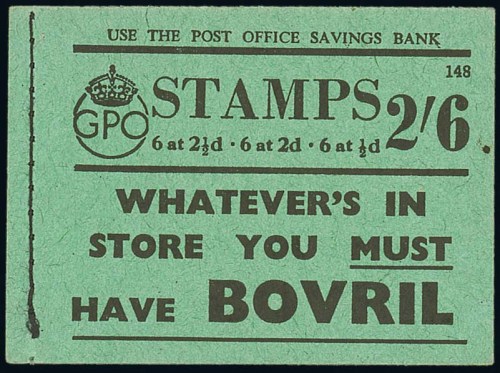 USE THE POST OFFICE SAVINGS BANK
148
GPO
STAMPS 2/6
6 at 2½d · 6 at 2d · 6 at ½d
WHATEVER'S IN
STORE YOU MUST
HAVE BOVRIL